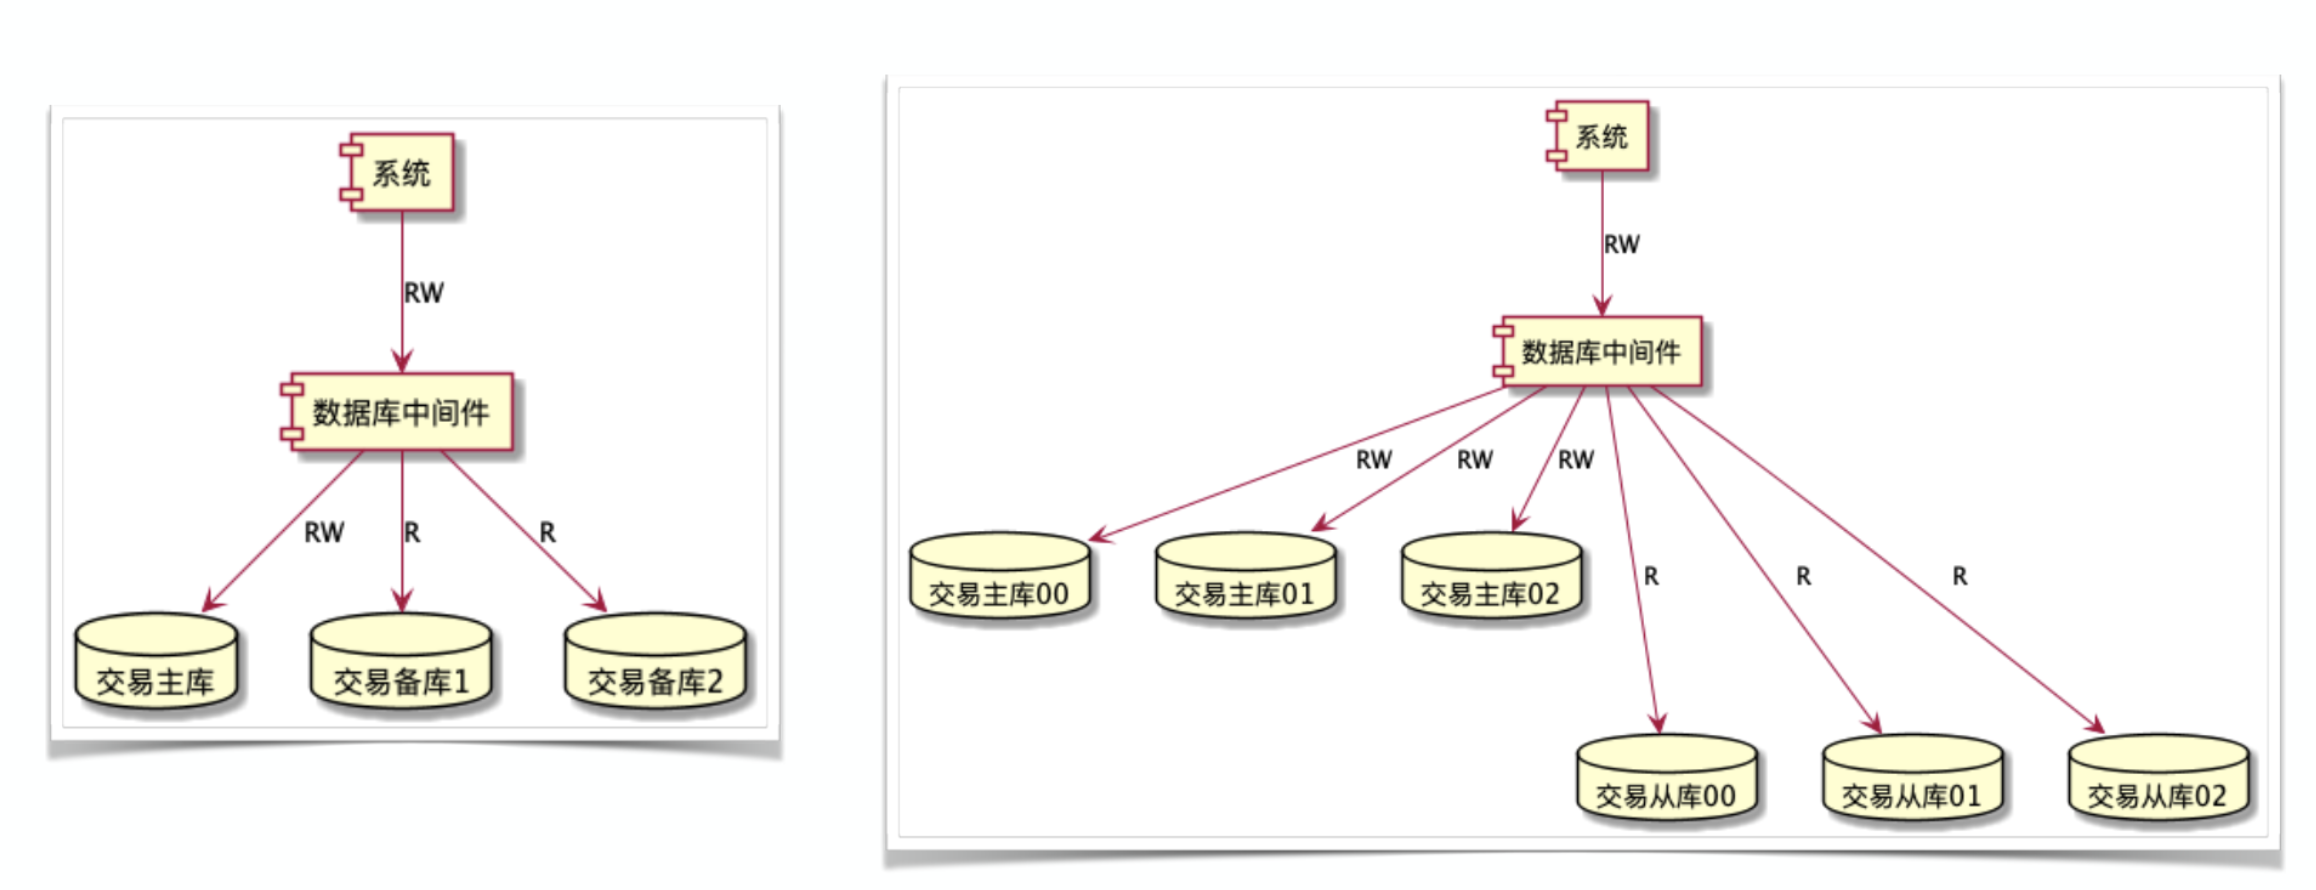 系统
RW
数据库中间件
RW
R
R
交易主库
交易备库1
交易备库2
系统
RW
数据库中间件
RW
RW
RW
交易主库00
交易主库01
交易主库02
R
R
R
交易从库00
交易从库01
交易从库02